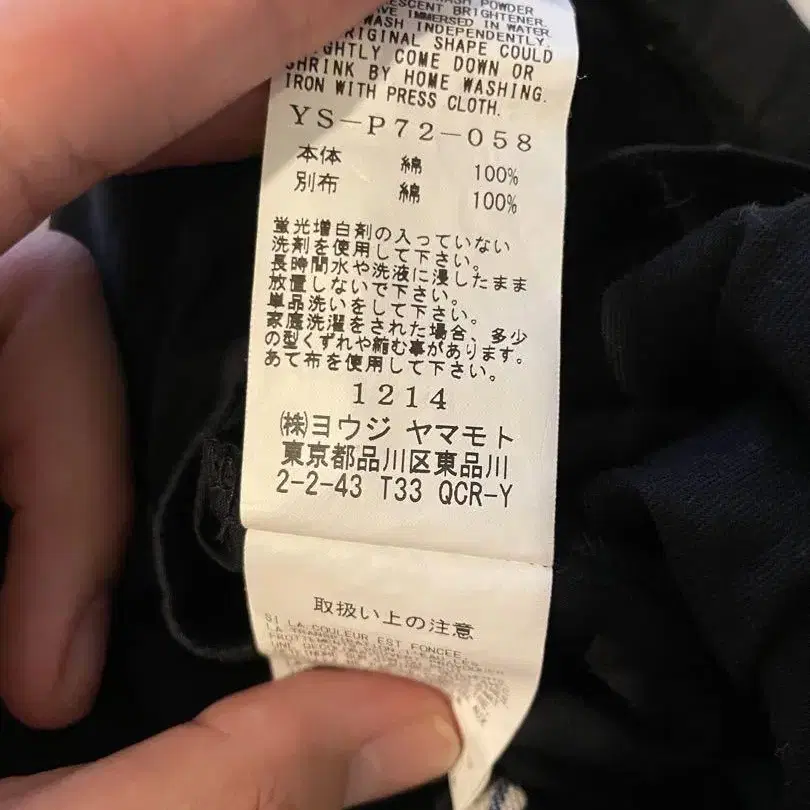 WASH POWDER
BRIGHTENER.
IMMERSED IN WATER.
WASH INDEPENDENTLY.
ORIGINAL SHAPE COULD
COME DOWN OR
SHRINK BY HOME WASHING.
IRON WITH PRESS CLOTH.
YS-P72-058
本体 綿 100%
別布 綿 100%
蛍光増白剤の入っていない
洗剤を使用して下さい。
長時間水や洗液に浸したまま
放置しないで下さい。
単品洗いをして下さい。
家庭洗濯をされた場合、多少
の型くずれや縮む事があります。
あて布を使用して下さい。
1214
㈱ヨウジ ヤマモト
東京都品川区東品川
2-2-43 T33 QCR-Y
取扱い上の注意
SI LA COULEUR EST FONCEE,